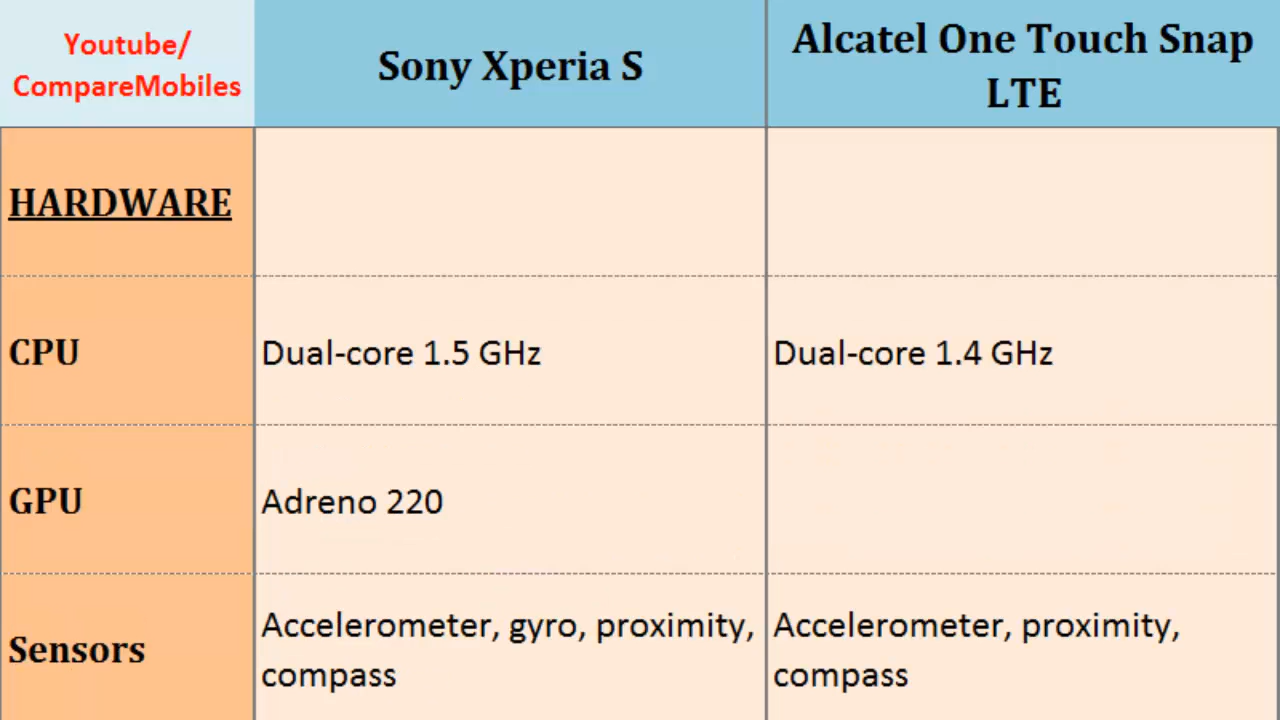 Youtube/
CompareMobiles
Sony Xperia S
Alcatel One Touch Snap
LTE
HARDWARE
CPU
Dual-core 1.5 GHz
Dual-core 1.4 GHz
GPU
Adreno 220
Sensors
Accelerometer, gyro, proximity,
compass
Accelerometer, proximity,
compass